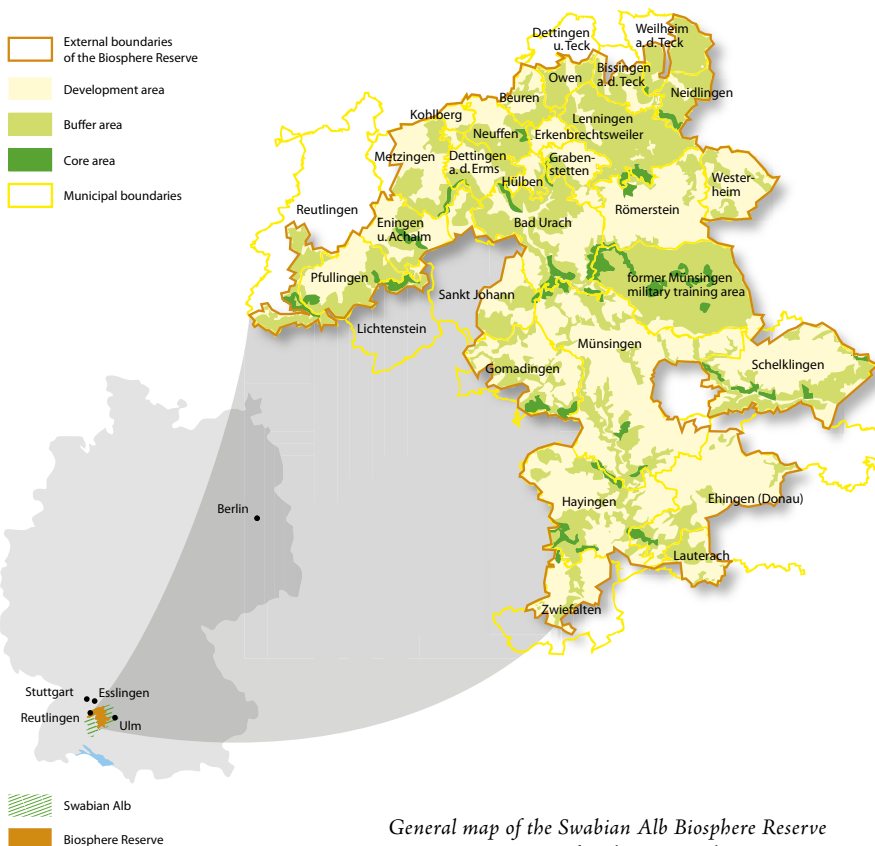 External boundaries
of the Biosphere Reserve
Development area
Buffer area
Core area
Municipal boundaries
Dettingen
u. Teck
Weilheim
a. d. Teck
Bissingen
a. d. Teck
Owen
Neidlingen
Beuren
Lenningen
Kohlberg
Neuffen
Erkenbrechtsweiler
Metzingen
Dettingen
a. d. Erms
Graben-
stetten
Hülben
Wester-
heim
Reutlingen
Römerstein
Eningen
u. Achalm
Bad Urach
Pfullingen
former Münsingen
military training area
Sankt Johann
Lichtenstein
Münsingen
Gomadingen
Schelklingen
Hayingen
Ehingen (Donau)
Lauterach
Zwiefalten
Berlin
Stuttgart
Esslingen
Reutlingen
Ulm
Swabian Alb
Biosphere Reserve
General map of the Swabian Alb Biosphere Reserve